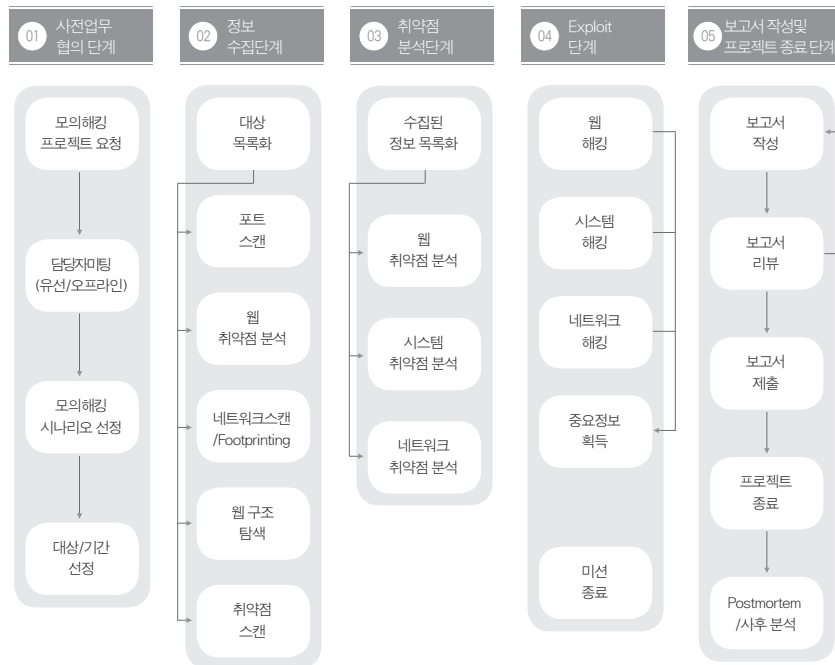 01 사전업무
협의 단계
모의해킹
프로젝트 요청
담당자미팅
(유선/오프라인)
모의해킹
시나리오 선정
대상/기간
선정
02 정보
수집단계
대상
목록화
포트
스캔
웹
취약점 분석
네트워크스캔
/Footprinting
웹 구조
탐색
취약점
스캔
03 취약점
분석단계
수집된
정보 목록화
웹
취약점 분석
시스템
취약점 분석
네트워크
취약점 분석
04 Exploit
단계
웹
해킹
시스템
해킹
네트워크
해킹
중요정보
획득
미션
종료
05 보고서 작성및
프로젝트 종료 단계
보고서
작성
보고서
리뷰
보고서
제출
프로젝트
종료
Postmortem
/사후 분석